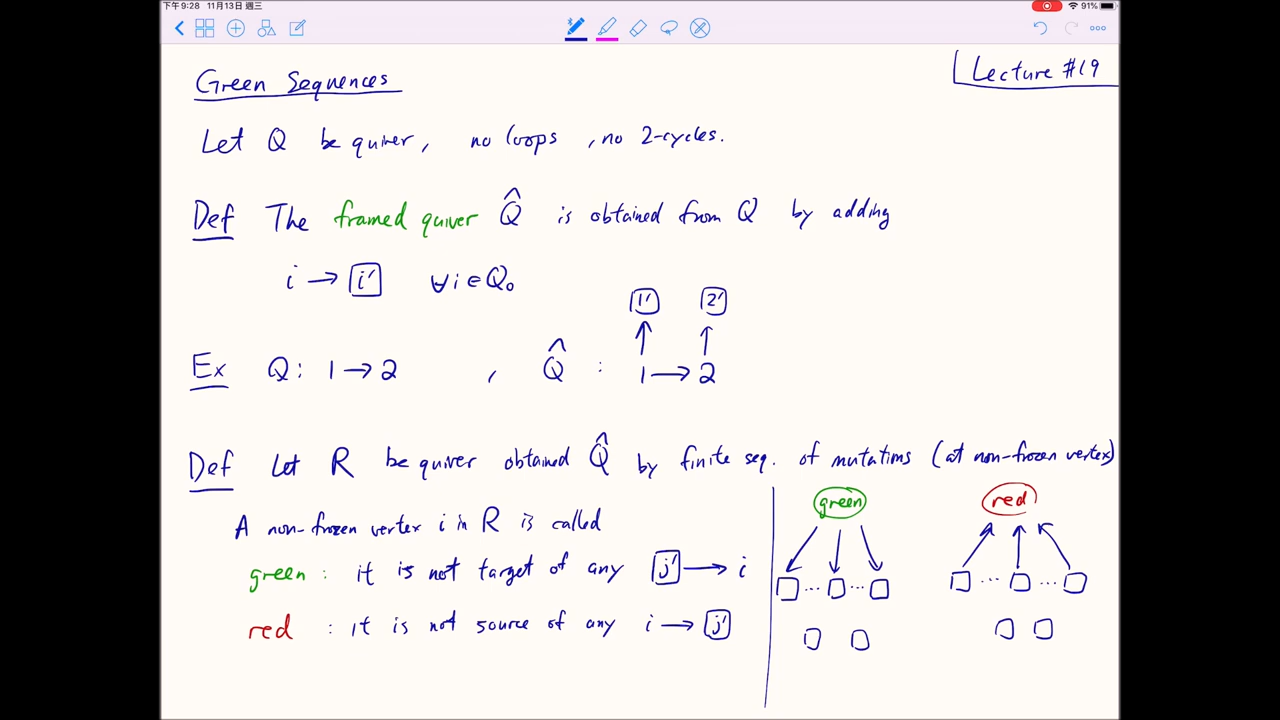 下午9:28 11月13日 週三
91%
Green Sequences
Lecture #19
Let Q be quiver, no loops, no 2-cycles.
Def The framed quiver Q̂ is obtained from Q by adding
i → i′ ∀i∈Q₀
1′ 2′
Ex Q: 1 → 2 , Q̂ : 1 → 2
Def Let R be quiver obtained Q̂ by finite seq. of mutations (at non-frozen vertex)
green red
A non-frozen vertex i in R is called
green: it is not target of any j′ → i
red : it is not source of any i → j′